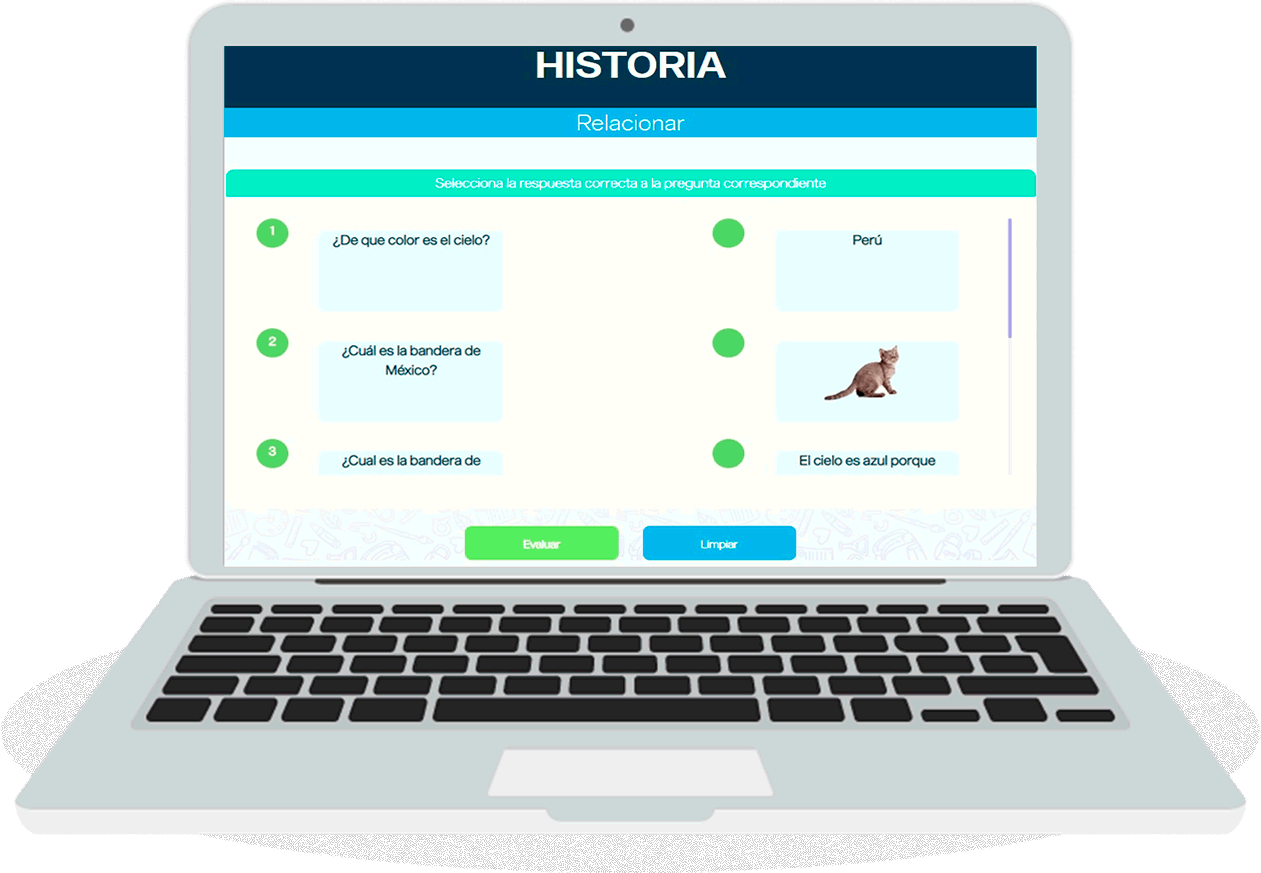 HISTORIA
Relacionar
Selecciona la respuesta correcta a la pregunta correspondiente
1
¿De que color es el cielo?
Perú
2
¿Cuál es la bandera de
México?
3
¿Cual es la bandera de
El cielo es azul porque
Evaluar
Limpiar